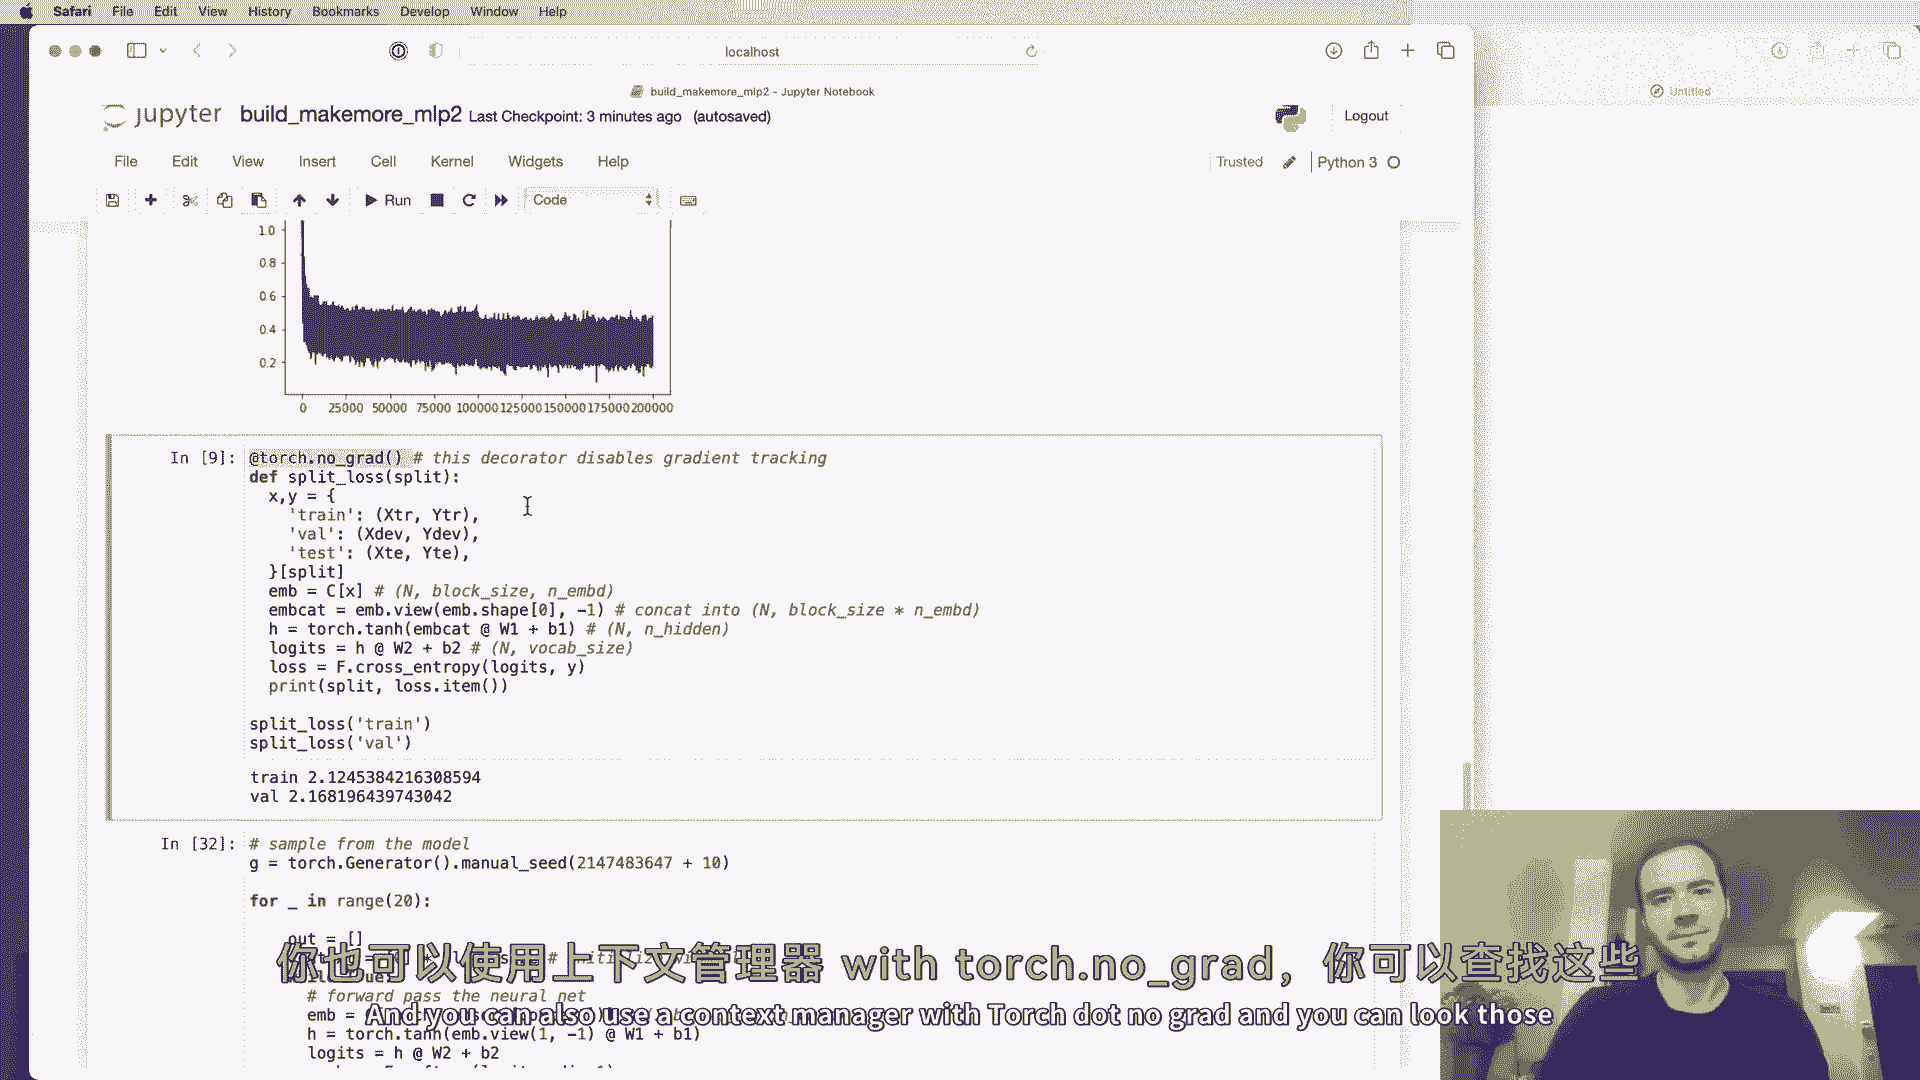 Safari File Edit View History Bookmarks Develop Window Help
localhost
build_makemore_mlp2 - Jupyter Notebook
Untitled
jupyter build_makemore_mlp2 Last Checkpoint: 3 minutes ago (autosaved)
Logout
File Edit View Insert Cell Kernel Widgets Help
Trusted Python 3
Run Code
1.0
0.8
0.6
0.4
0.2
0 25000 50000 75000 100000 125000 150000 175000 200000
In [9]: @torch.no_grad() # this decorator disables gradient tracking
def split_loss(split):
x,y = {
'train': (Xtr, Ytr),
'val': (Xdev, Ydev),
'test': (Xte, Yte),
}[split]
emb = C[x] # (N, block_size, n_embd)
embcat = emb.view(emb.shape[0], -1) # concat into (N, block_size * n_embd)
h = torch.tanh(embcat @ W1 + b1) # (N, n_hidden)
logits = h @ W2 + b2 # (N, vocab_size)
loss = F.cross_entropy(logits, y)
print(split, loss.item())
split_loss('train')
split_loss('val')
train 2.1245384216308594
val 2.168196439743042
In [32]: # sample from the model
g = torch.Generator().manual_seed(2147483647 + 10)
for _ in range(20):
out = []
你也可以使用上下文管理器 with torch.no_grad，你可以查找这些
# forward pass the neural net
emb =
And you can also use a context manager with Torch dot no grad and you can look those
h = torch.tanh(emb.view(1, -1) @ W1 + b1)
logits = h @ W2 + b2